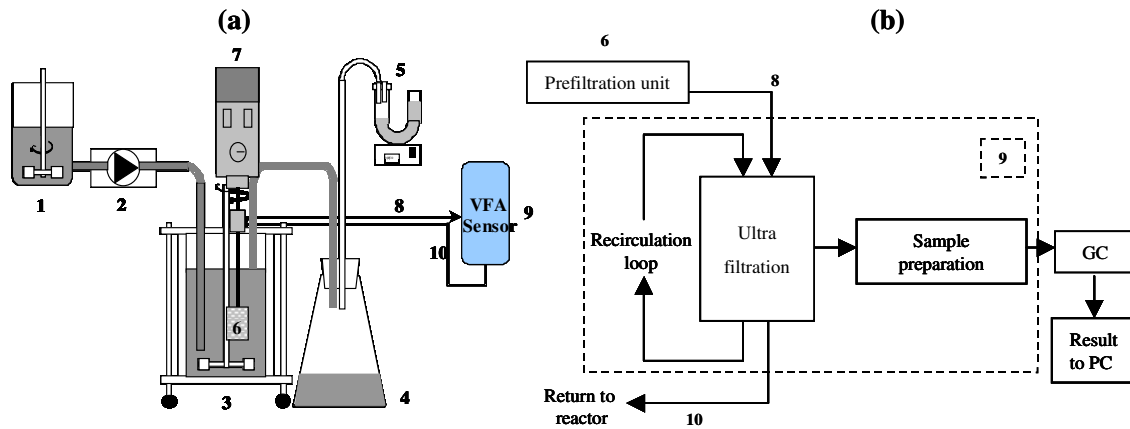 (a)
(b)
7
5
1
2
8
VFA
Sensor
9
10
6
3
4
6
Prefiltration unit
8
9
Recirculation
loop
Ultra
filtration
Sample
preparation
GC
Result
to PC
Return to
reactor
10